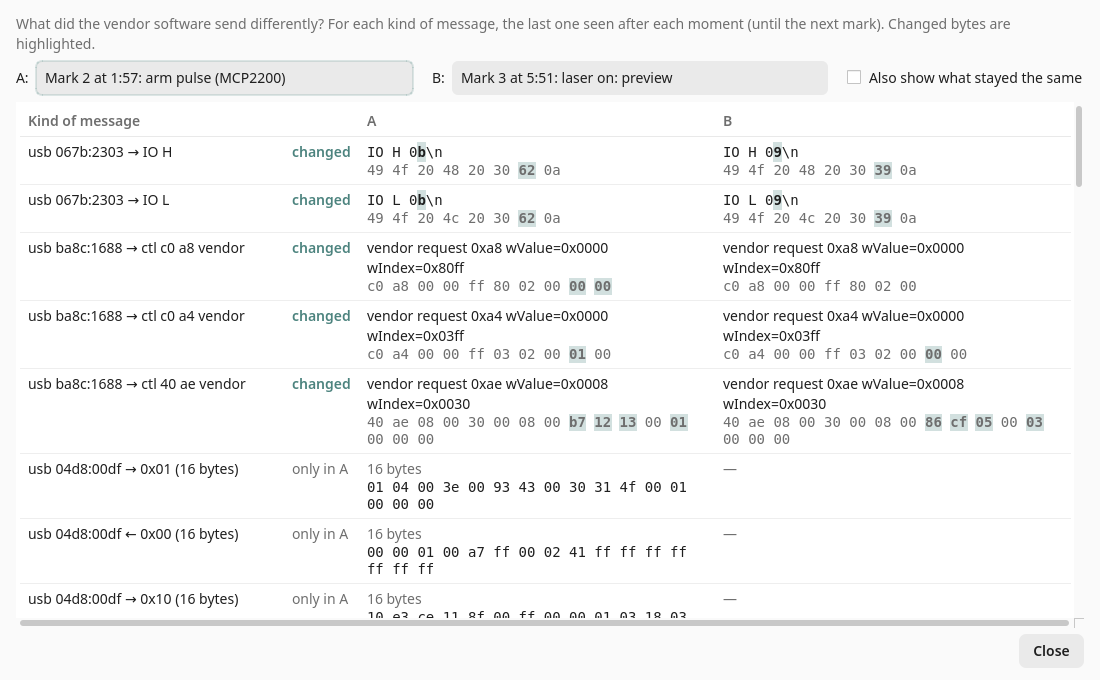 What did the vendor software send differently? For each kind of message, the last one seen after each moment (until the next mark). Changed bytes are
highlighted.
A: Mark 2 at 1:57: arm pulse (MCP2200) B: Mark 3 at 5:51: laser on: preview Also show what stayed the same
Kind of message A B
usb 067b:2303 → IO H changed IO H 0b\n IO H 09\n
49 4f 20 48 20 30 62 0a 49 4f 20 48 20 30 39 0a
usb 067b:2303 → IO L changed IO L 0b\n IO L 09\n
49 4f 20 4c 20 30 62 0a 49 4f 20 4c 20 30 39 0a
usb ba8c:1688 → ctl c0 a8 vendor changed vendor request 0xa8 wValue=0x0000 vendor request 0xa8 wValue=0x0000
wIndex=0x80ff wIndex=0x80ff
c0 a8 00 00 ff 80 02 00 00 00 c0 a8 00 00 ff 80 02 00
usb ba8c:1688 → ctl c0 a4 vendor changed vendor request 0xa4 wValue=0x0000 vendor request 0xa4 wValue=0x0000
wIndex=0x03ff wIndex=0x03ff
c0 a4 00 00 ff 03 02 00 01 00 c0 a4 00 00 ff 03 02 00 00 00
usb ba8c:1688 → ctl 40 ae vendor changed vendor request 0xae wValue=0x0008 vendor request 0xae wValue=0x0008
wIndex=0x0030 wIndex=0x0030
40 ae 08 00 30 00 08 00 b7 12 13 00 01 40 ae 08 00 30 00 08 00 86 cf 05 00 03
00 00 00 00 00 00
usb 04d8:00df → 0x01 (16 bytes) only in A 16 bytes —
01 04 00 3e 00 93 43 00 30 31 4f 00 01
00 00 00
usb 04d8:00df ← 0x00 (16 bytes) only in A 16 bytes —
00 00 01 00 a7 ff 00 02 41 ff ff ff ff
ff ff ff
usb 04d8:00df → 0x10 (16 bytes) only in A 16 bytes —
10 e3 ce 11 8f 00 ff 00 00 01 03 18 03
Close